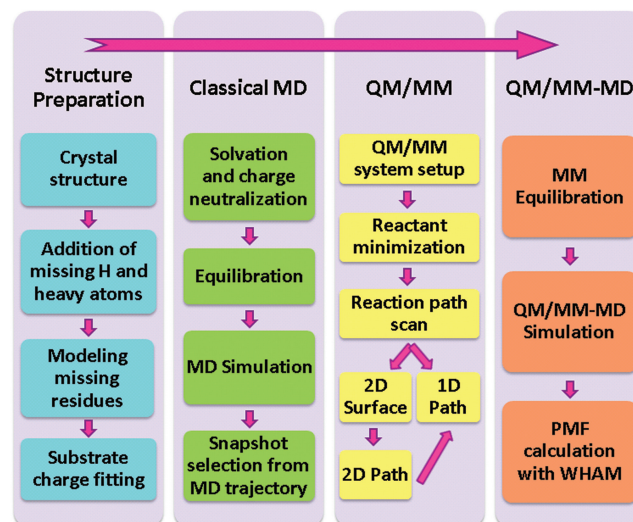 Structure
Preparation
Crystal
structure
Addition of
missing H and
heavy atoms
Modeling
missing
residues
Substrate
charge fitting
Classical MD
Solvation
and charge
neutralization
Equilibration
MD Simulation
Snapshot
selection from
MD trajectory
QM/MM
QM/MM
system setup
Reactant
minimization
Reaction path
scan
2D
Surface
1D
Path
2D Path
QM/MM-MD
MM
Equilibration
QM/MM-MD
Simulation
PMF
calculation
with WHAM